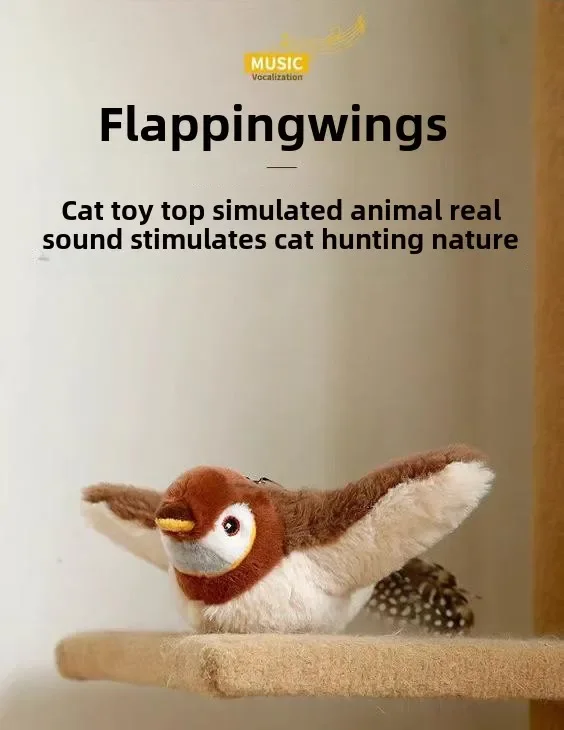 MUSIC
Vocalization
Flappingwings
Cat toy top simulated animal real
sound stimulates cat hunting nature